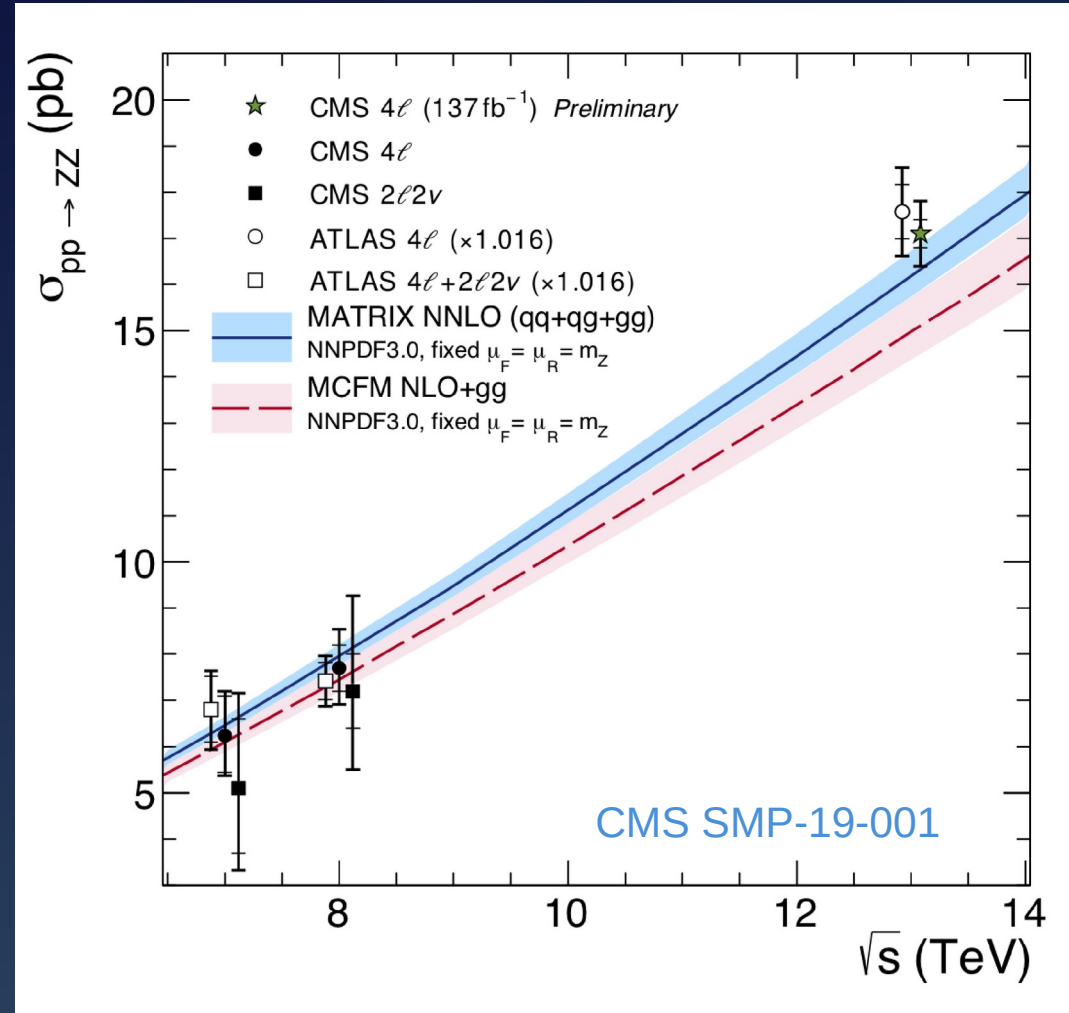 σpp → ZZ (pb)
20
15
10
5
CMS 4ℓ (137 fb⁻¹) Preliminary
CMS 4ℓ
CMS 2ℓ2ν
ATLAS 4ℓ (×1.016)
ATLAS 4ℓ+2ℓ2ν (×1.016)
MATRIX NNLO (qq+qg+gg)
NNPDF3.0, fixed μF = μR = mZ
MCFM NLO+gg
NNPDF3.0, fixed μF = μR = mZ
CMS SMP-19-001
8 10 12 14
√s (TeV)